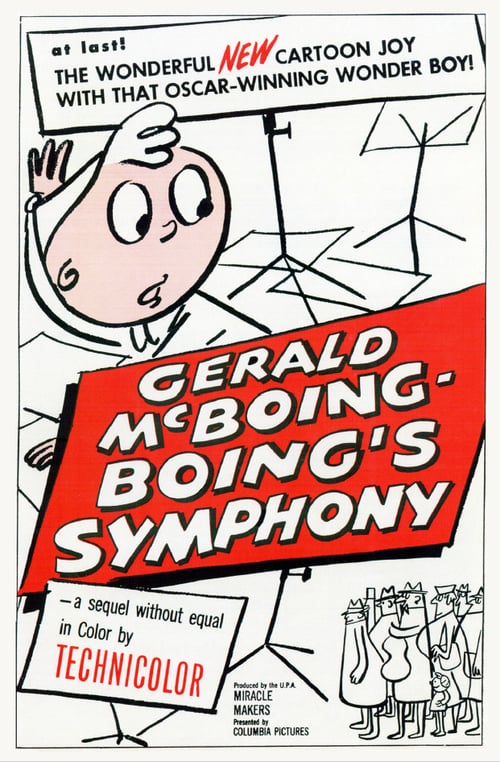 at last!
THE WONDERFUL NEW CARTOON JOY
WITH THAT OSCAR-WINNING WONDER BOY!
GERALD
McBOING-
BOING'S
SYMPHONY
—a sequel without equal
in Color by
TECHNICOLOR
Produced by the U.P.A.
MIRACLE
MAKERS
Presented by
COLUMBIA PICTURES